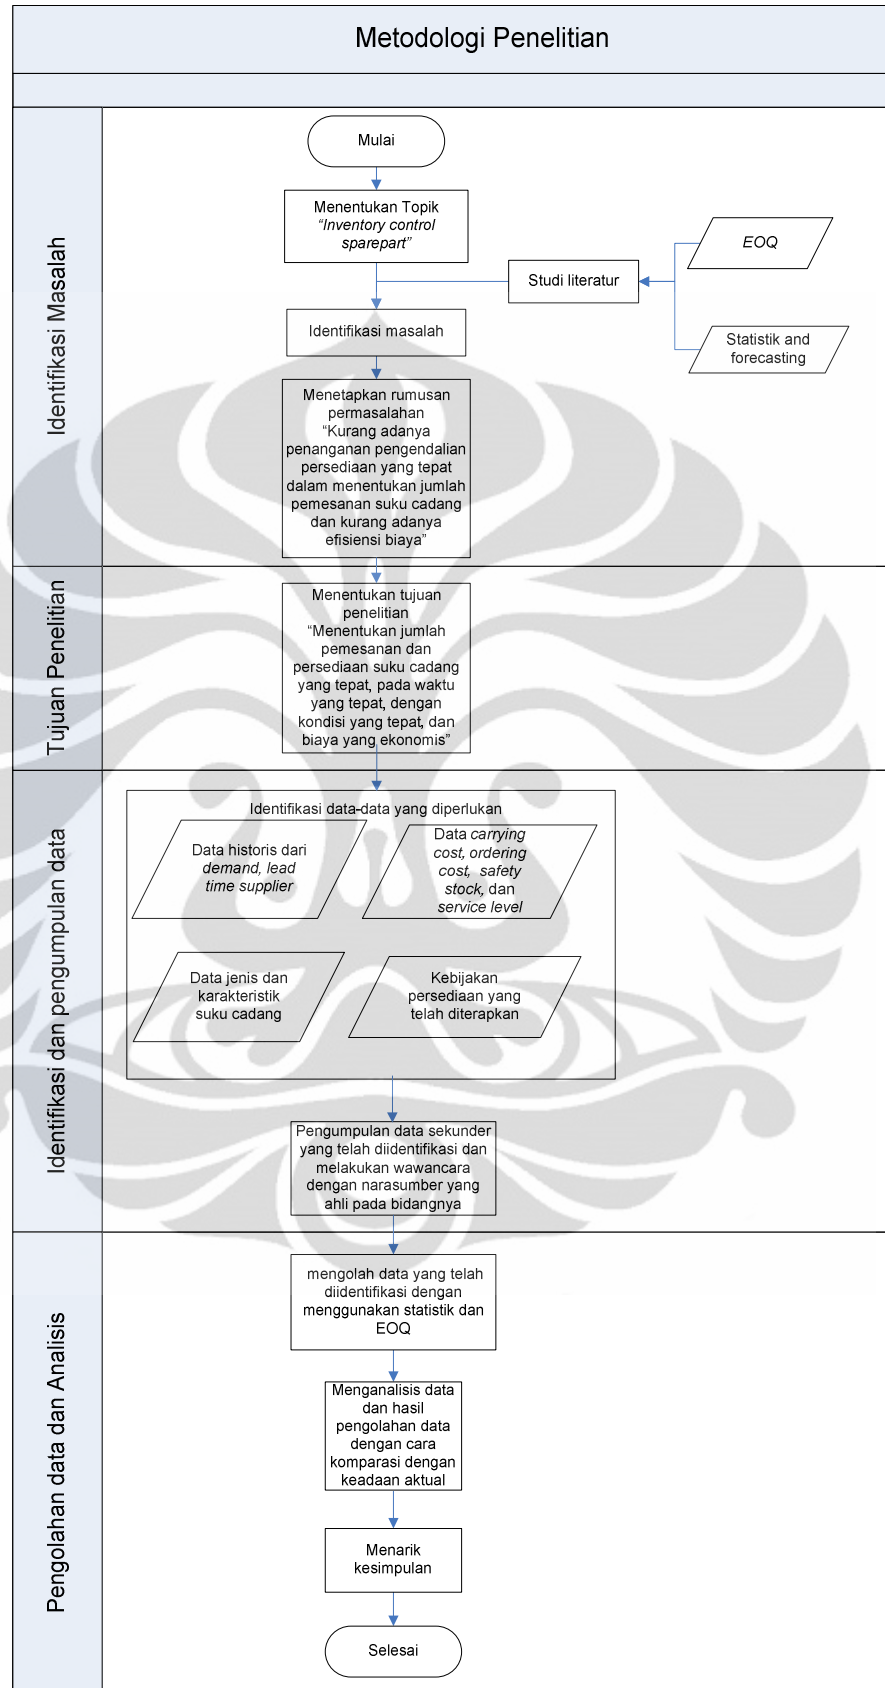 Metodologi Penelitian
Identifikasi Masalah
Mulai
Menentukan Topik
“Inventory control
sparepart”
EOQ
Studi literatur
Statistik and
forecasting
Identifikasi masalah
Menetapkan rumusan
permasalahan
“Kurang adanya
penanganan pengendalian
persediaan yang tepat
dalam menentukan jumlah
pemesanan suku cadang
dan kurang adanya
efisiensi biaya”
Tujuan Penelitian
Menentukan tujuan
penelitian
“Menentukan jumlah
pemesanan dan
persediaan suku cadang
yang tepat, pada waktu
yang tepat, dengan
kondisi yang tepat, dan
biaya yang ekonomis”
Identifikasi dan pengumpulan data
Identifikasi data-data yang diperlukan
Data historis dari
demand, lead
time supplier
Data carrying
cost, ordering
cost, safety
stock, dan
service level
Data jenis dan
karakteristik
suku cadang
Kebijakan
persediaan yang
telah diterapkan
Pengumpulan data sekunder
yang telah diidentifikasi dan
melakukan wawancara
dengan narasumber yang
ahli pada bidangnya
Pengolahan data dan Analisis
mengolah data yang telah
diidentifikasi dengan
menggunakan statistik dan
EOQ
Menganalisis data
dan hasil
pengolahan data
dengan cara
komparasi dengan
keadaan aktual
Menarik
kesimpulan
Selesai